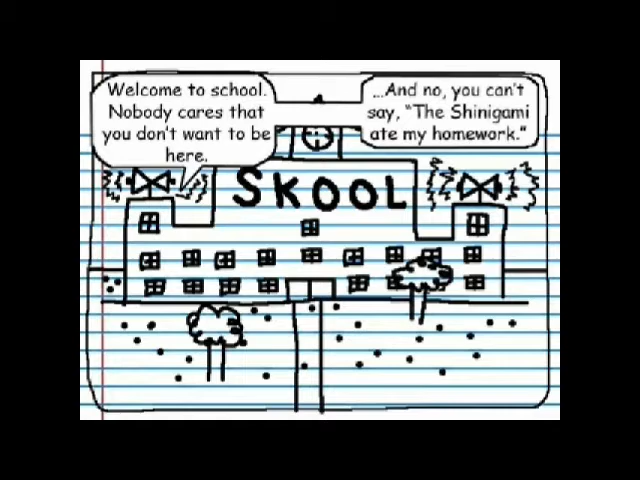 Welcome to school.
Nobody cares that
you don't want to be
here.
...And no, you can't
say, "The Shinigami
ate my homework."
SKOOL